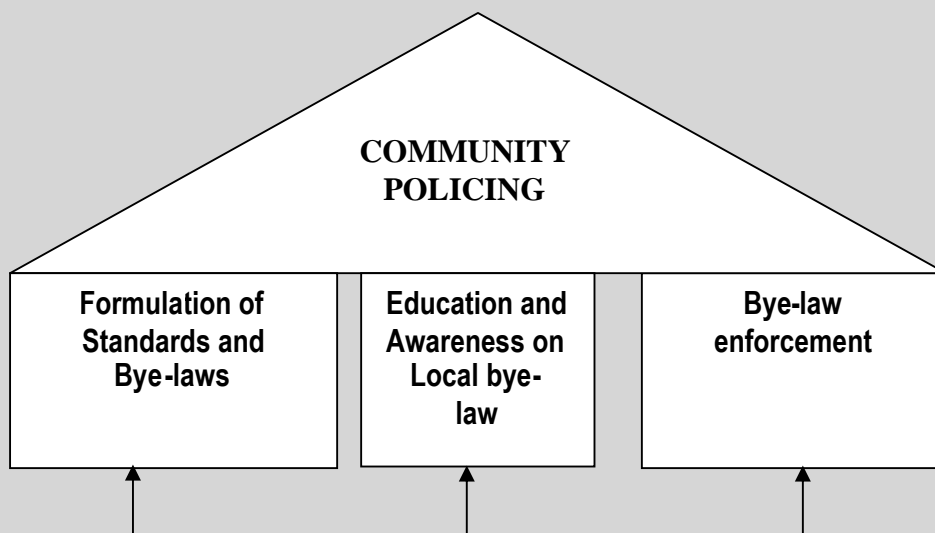 COMMUNITY
POLICING
Formulation of
Standards and
Bye-laws
Education and
Awareness on
Local bye-
law
Bye-law
enforcement